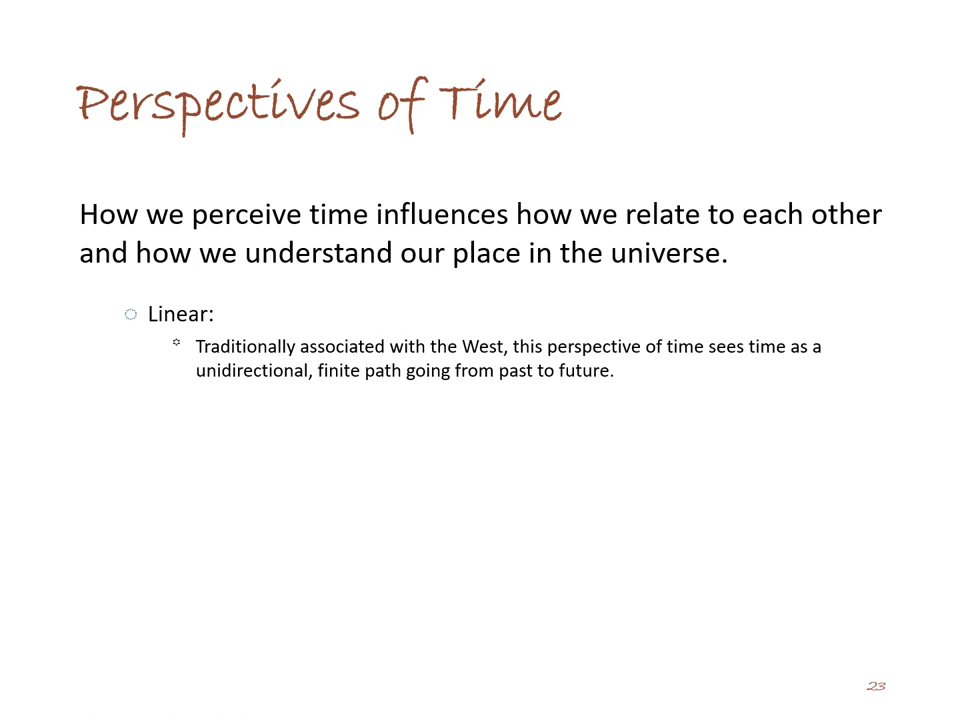 Perspectives of Time
How we perceive time influences how we relate to each other
and how we understand our place in the universe.
Linear:
Traditionally associated with the West, this perspective of time sees time as a
unidirectional, finite path going from past to future.
23